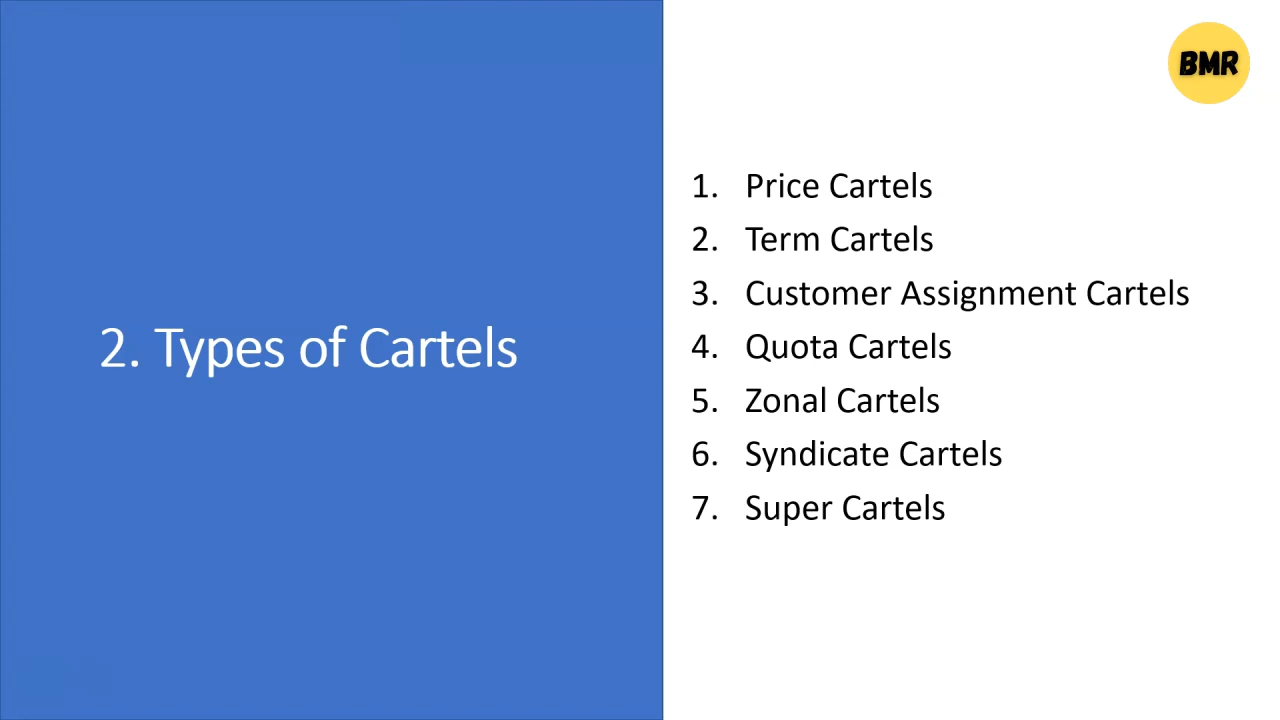 BMR
2. Types of Cartels
1. Price Cartels
2. Term Cartels
3. Customer Assignment Cartels
4. Quota Cartels
5. Zonal Cartels
6. Syndicate Cartels
7. Super Cartels